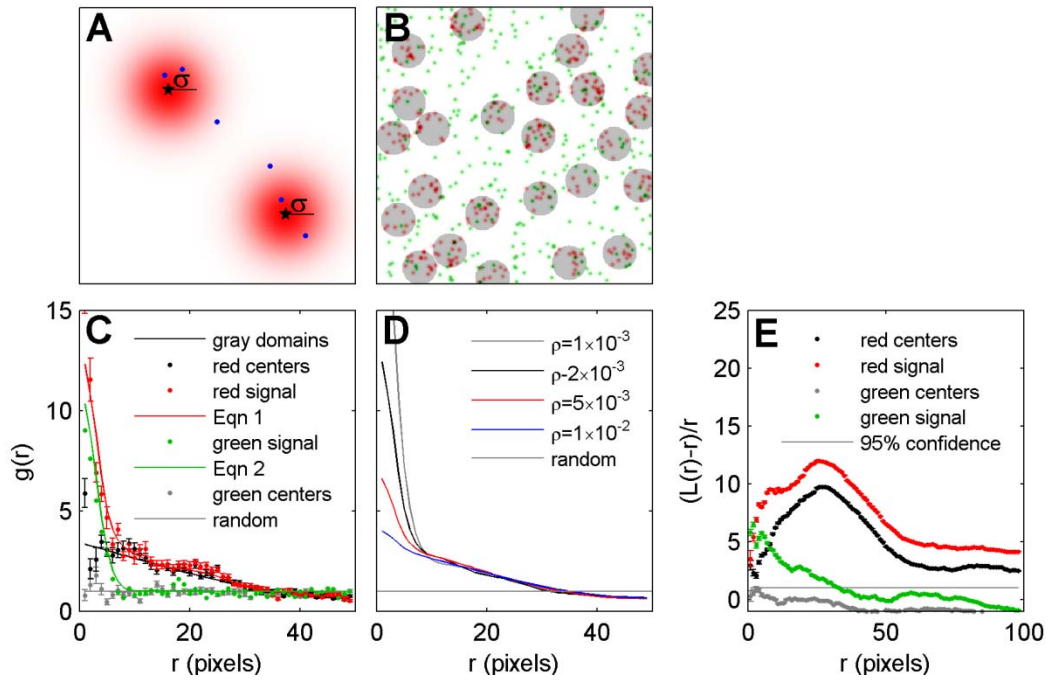 A
σ
σ
B
C
gray domains
red centers
red signal
Eqn 1
green signal
Eqn 2
green centers
random
15
10
5
0
g(r)
0
20
40
r (pixels)
D
ρ=1×10⁻³
ρ-2×10⁻³
ρ=5×10⁻³
ρ=1×10⁻²
random
0
20
40
r (pixels)
E
red centers
red signal
green centers
green signal
95% confidence
25
20
15
10
5
0
(L(r)-r)/r
0
50
100
r (pixels)